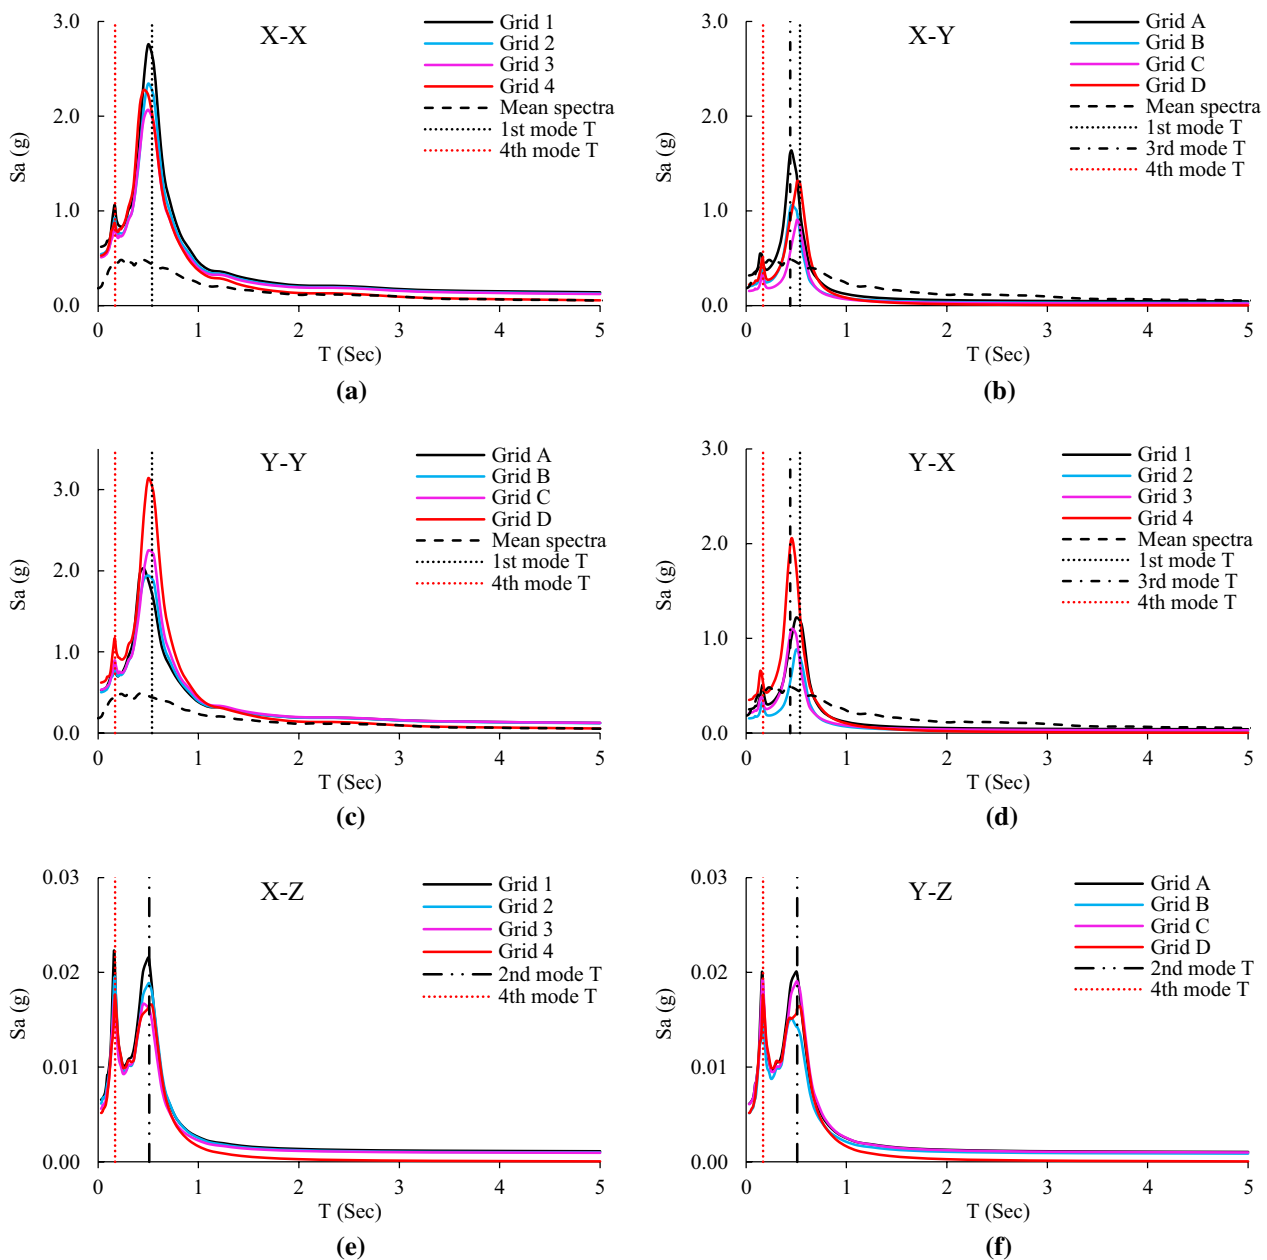 X-X
Sa (g)
3.0
2.0
1.0
0.0
0
1
2
3
4
5
T (Sec)
Grid 1
Grid 2
Grid 3
Grid 4
Mean spectra
1st mode T
4th mode T
(a)
X-Y
Sa (g)
3.0
2.0
1.0
0.0
0
1
2
3
4
5
T (Sec)
Grid A
Grid B
Grid C
Grid D
Mean spectra
1st mode T
3rd mode T
4th mode T
(b)
Y-Y
Sa (g)
3.0
2.0
1.0
0.0
0
1
2
3
4
5
T (Sec)
Grid A
Grid B
Grid C
Grid D
Mean spectra
1st mode T
4th mode T
(c)
Y-X
Sa (g)
3.0
2.0
1.0
0.0
0
1
2
3
4
5
T (Sec)
Grid 1
Grid 2
Grid 3
Grid 4
Mean spectra
1st mode T
3rd mode T
4th mode T
(d)
X-Z
Sa (g)
0.03
0.02
0.01
0.00
0
1
2
3
4
5
T (Sec)
Grid 1
Grid 2
Grid 3
Grid 4
2nd mode T
4th mode T
(e)
Y-Z
Sa (g)
0.03
0.02
0.01
0.00
0
1
2
3
4
5
T (Sec)
Grid A
Grid B
Grid C
Grid D
2nd mode T
4th mode T
(f)